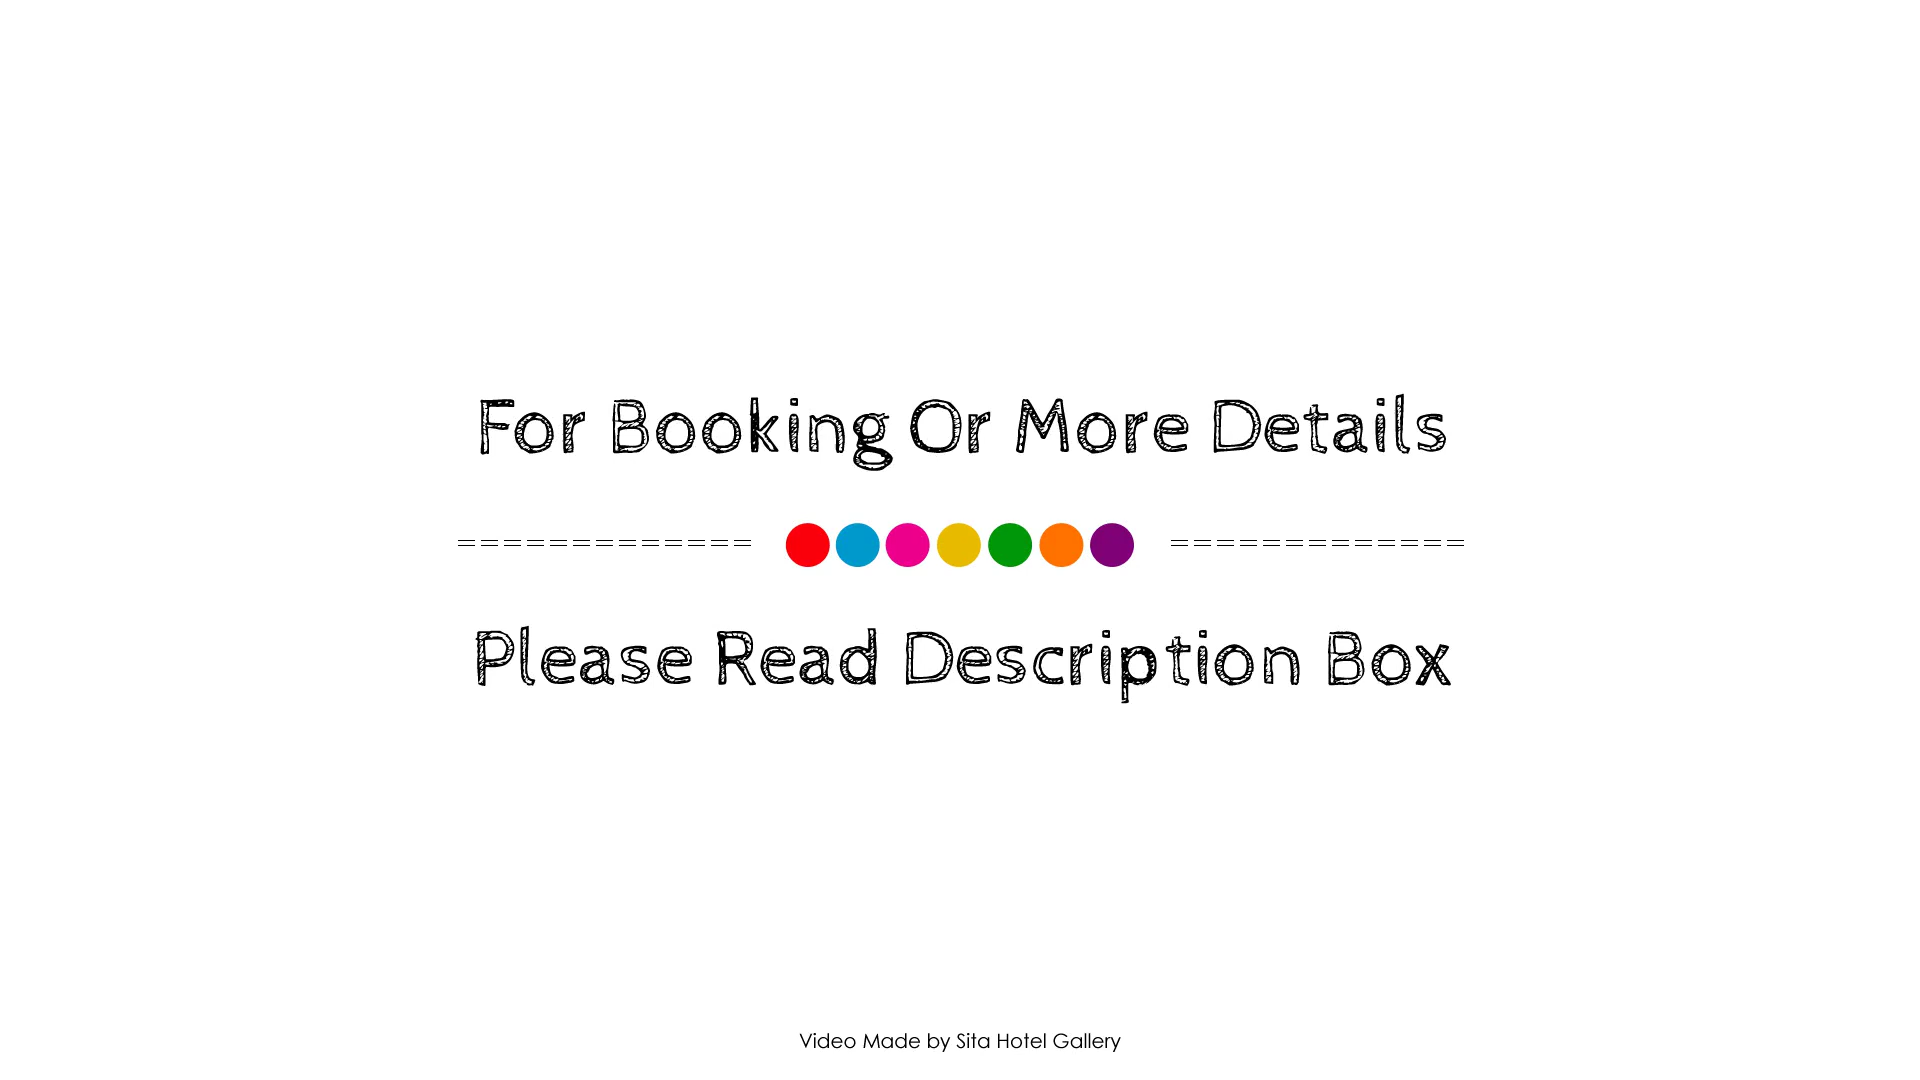 For Booking Or More Details
============= =============
Please Read Description Box
Video Made by Sita Hotel Gallery